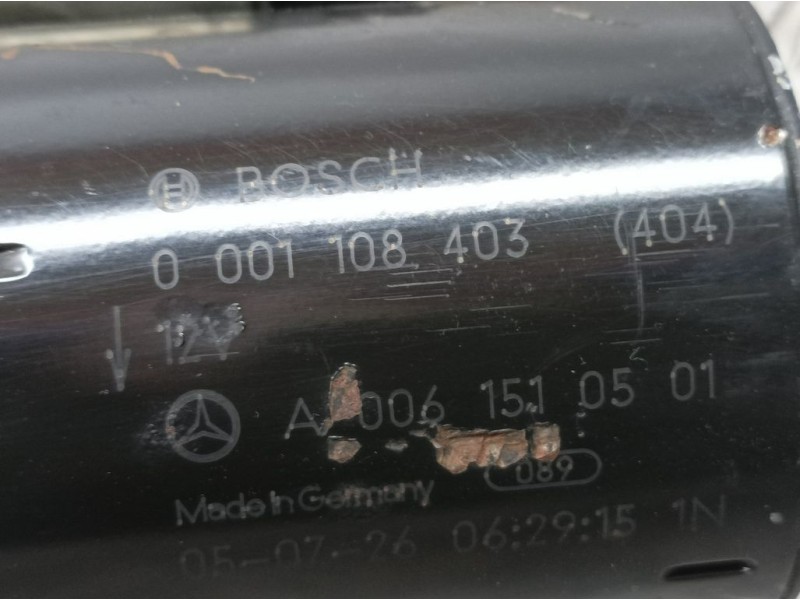 BOSCH
0 001 108 403 (404)
12V
A 006 151 05 01
089
Made in Germany
05-07-26 06:29:15 1N